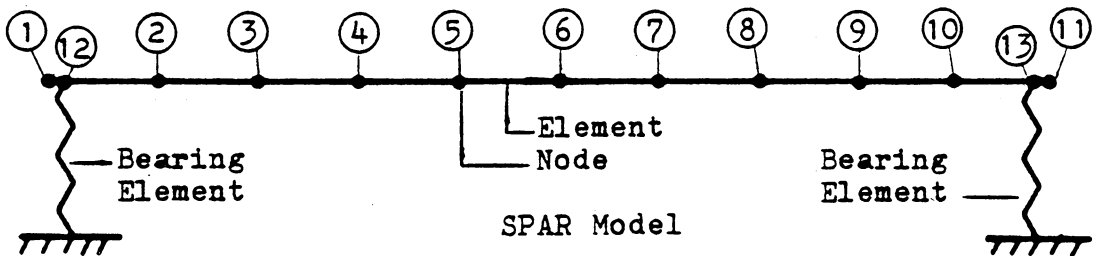 1 12 2 3 4 5 6 7 8 9 10 13 11
Element
Node
Bearing
Element
Bearing
Element
SPAR Model